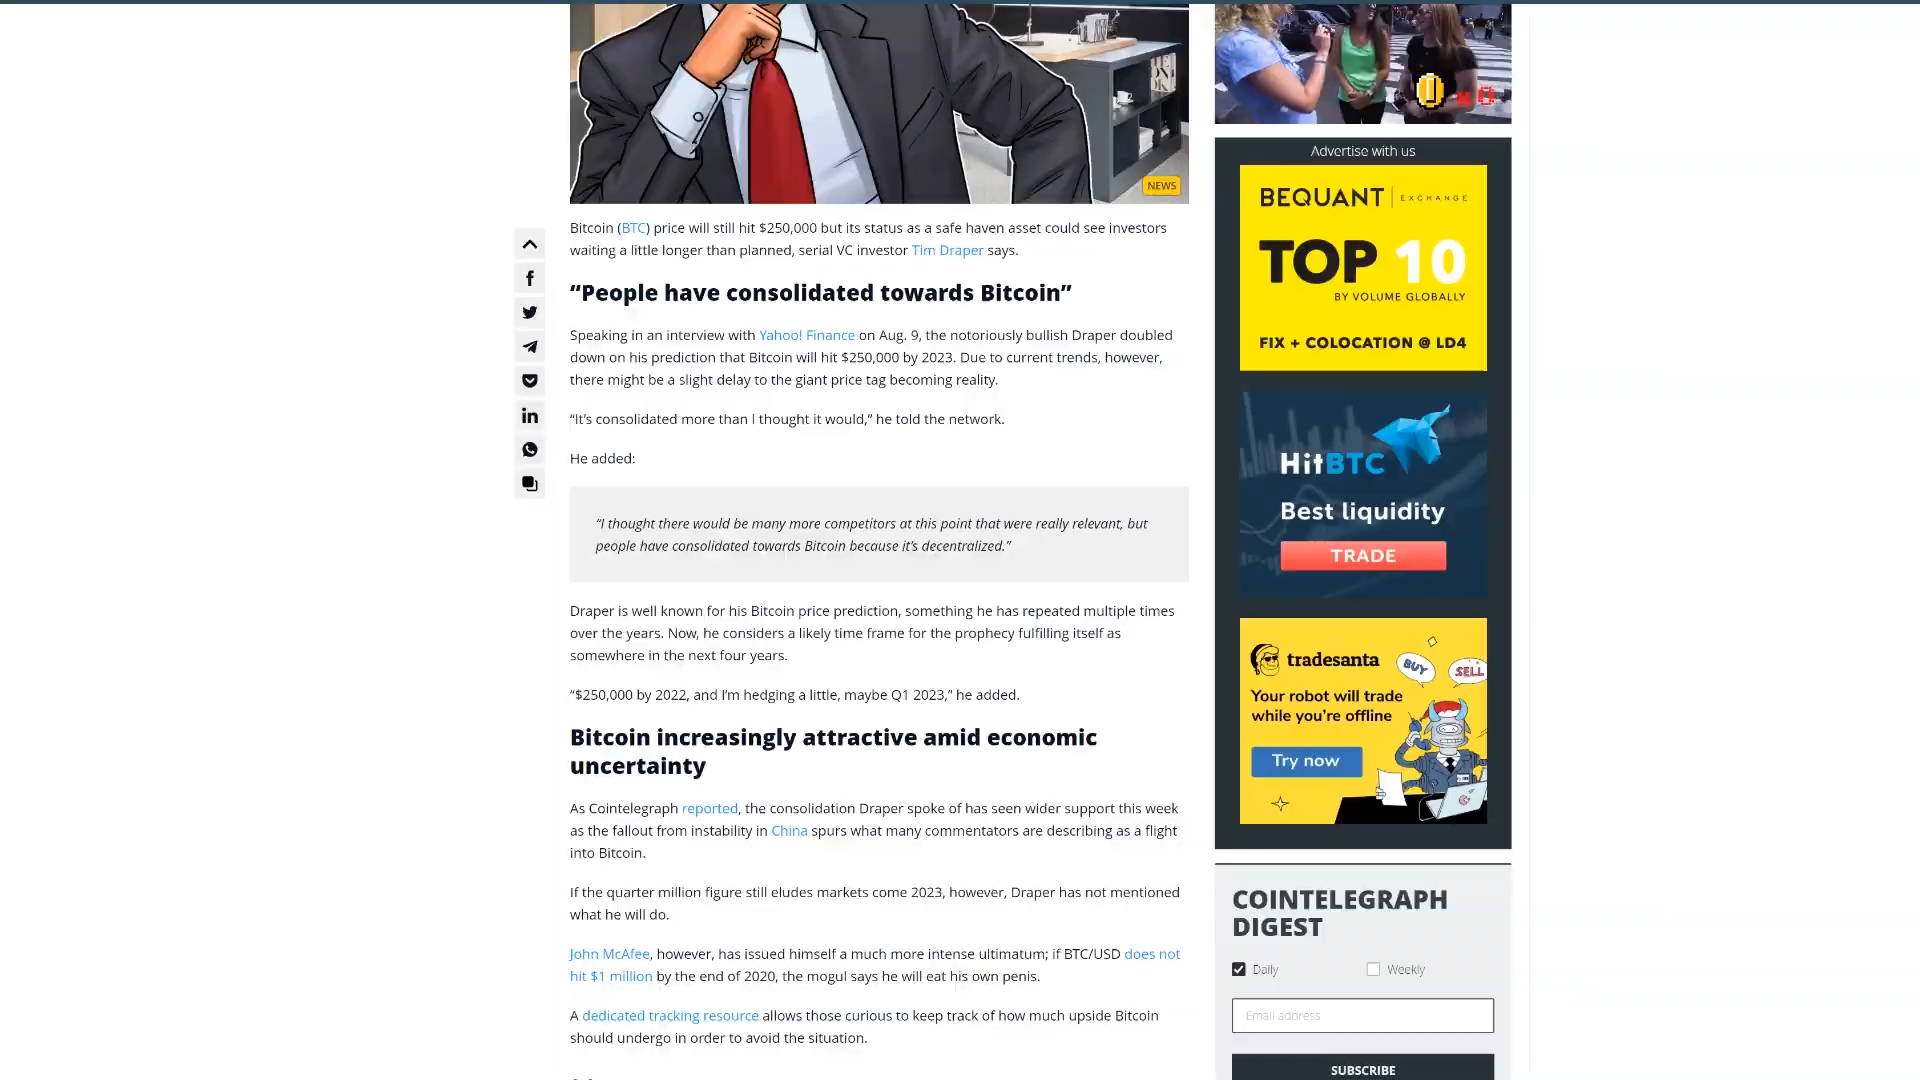 NEWS
Bitcoin (BTC) price will still hit $250,000 but its status as a safe haven asset could see investors
waiting a little longer than planned, serial VC investor Tim Draper says.
“People have consolidated towards Bitcoin”
Speaking in an interview with Yahoo! Finance on Aug. 9, the notoriously bullish Draper doubled
down on his prediction that Bitcoin will hit $250,000 by 2023. Due to current trends, however,
there might be a slight delay to the giant price tag becoming reality.
“It’s consolidated more than I thought it would,” he told the network.
He added:
“I thought there would be many more competitors at this point that were really relevant, but
people have consolidated towards Bitcoin because it’s decentralized.”
Draper is well known for his Bitcoin price prediction, something he has repeated multiple times
over the years. Now, he considers a likely time frame for the prophecy fulfilling itself as
somewhere in the next four years.
“$250,000 by 2022, and I’m hedging a little, maybe Q1 2023,” he added.
Bitcoin increasingly attractive amid economic
uncertainty
As Cointelegraph reported, the consolidation Draper spoke of has seen wider support this week
as the fallout from instability in China spurs what many commentators are describing as a flight
into Bitcoin.
If the quarter million figure still eludes markets come 2023, however, Draper has not mentioned
what he will do.
John McAfee, however, has issued himself a much more intense ultimatum; if BTC/USD does not
hit $1 million by the end of 2020, the mogul says he will eat his own penis.
A dedicated tracking resource allows those curious to keep track of how much upside Bitcoin
should undergo in order to avoid the situation.
Advertise with us
BEQUANT | EXCHANGE
TOP 10
BY VOLUME GLOBALLY
FIX + COLOCATION @ LD4
HitBTC
Best liquidity
TRADE
tradesanta
BUY
SELL
Your robot will trade
while you’re offline
Try now
COINTELEGRAPH
DIGEST
Daily
Weekly
Email address
SUBSCRIBE